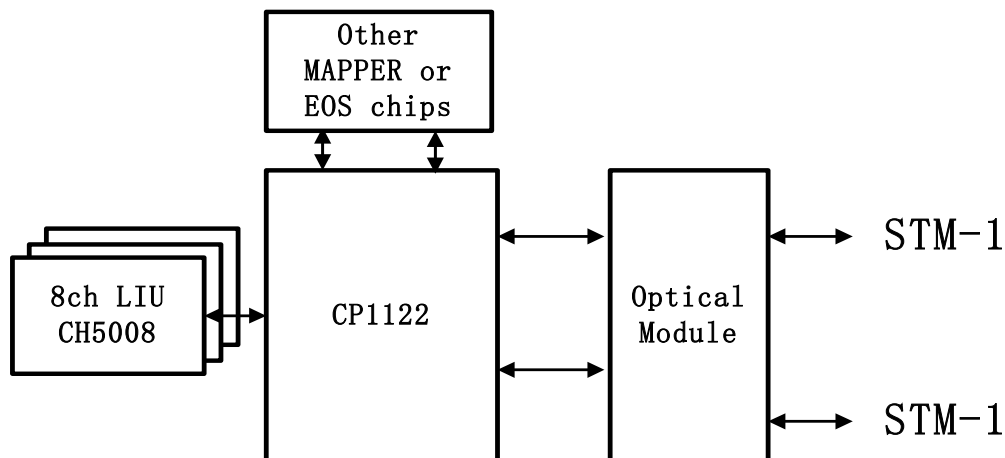 Other
MAPPER or
EOS chips
8ch LIU
CH5008
CP1122
Optical
Module
STM-1
STM-1